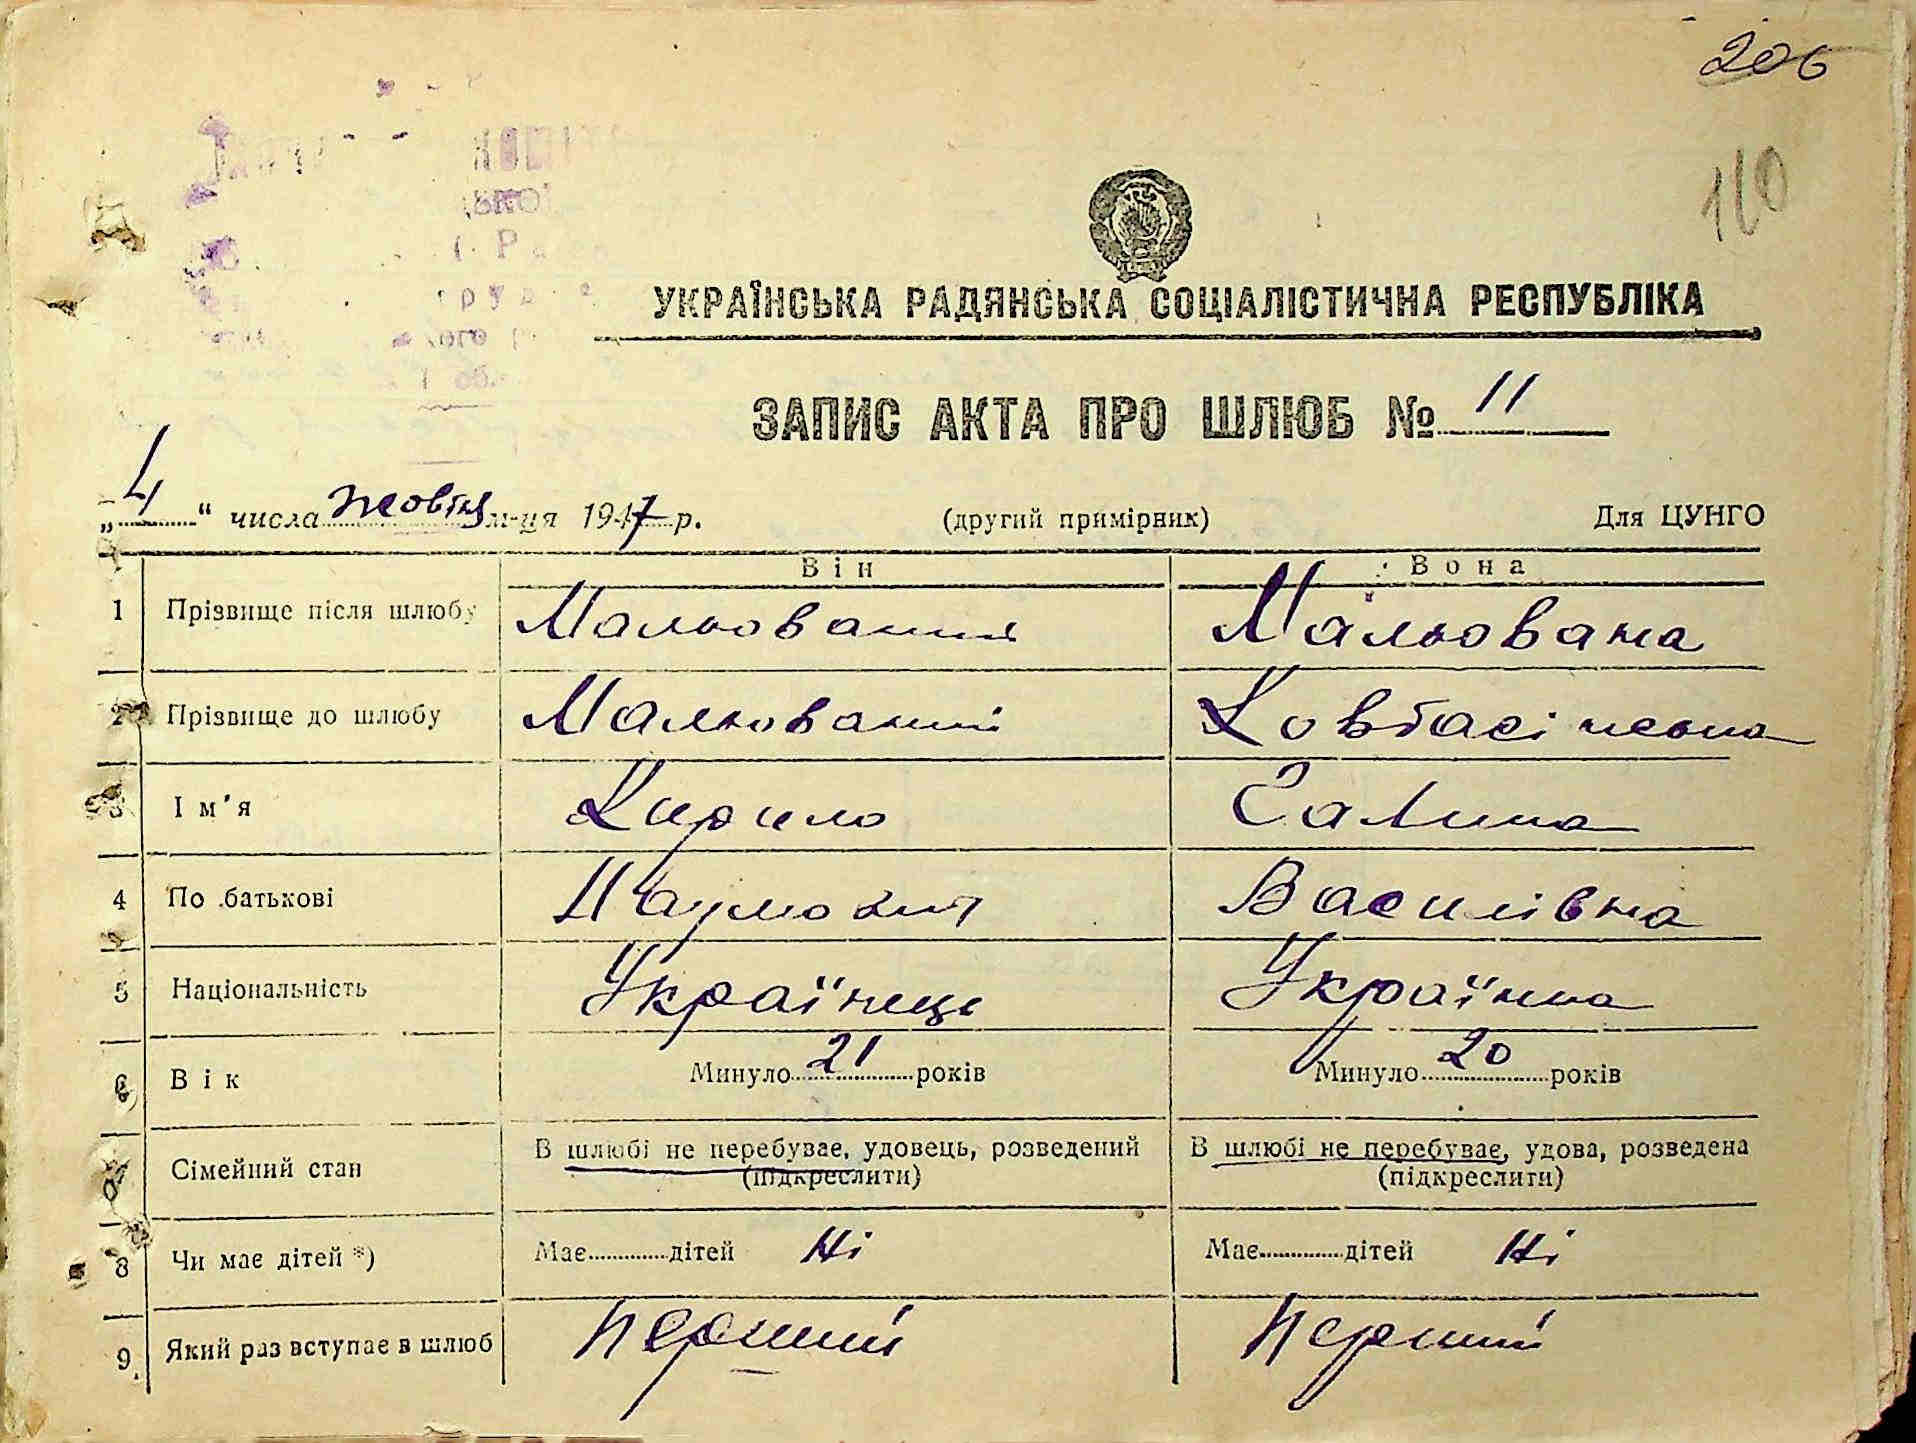 206
110
УКРАЇНСЬКА РАДЯНСЬКА СОЦІАЛІСТИЧНА РЕСПУБЛІКА
ЗАПИС АКТА ПРО ШЛЮБ № 11
„4“ числа жовтня м-ця 1947 р. (другий примірник) Для ЦУНГО
Він Вона
1 Прізвище після шлюбу Мальований Мальована
2 Прізвище до шлюбу Мальований
3 Ім'я Кирило Галина
4 По батькові Наумович Василівна
5 Національність Українець Українка
6 Вік Минуло 21 років Минуло 20 років
7 Сімейний стан В шлюбі не перебуває, удовець, розведений В шлюбі не перебуває, удова, розведена
(підкреслити) (підкреслити)
8 Чи має дітей *) Має дітей Ні Має дітей Ні
9 Який раз вступає в шлюб Перший Перший